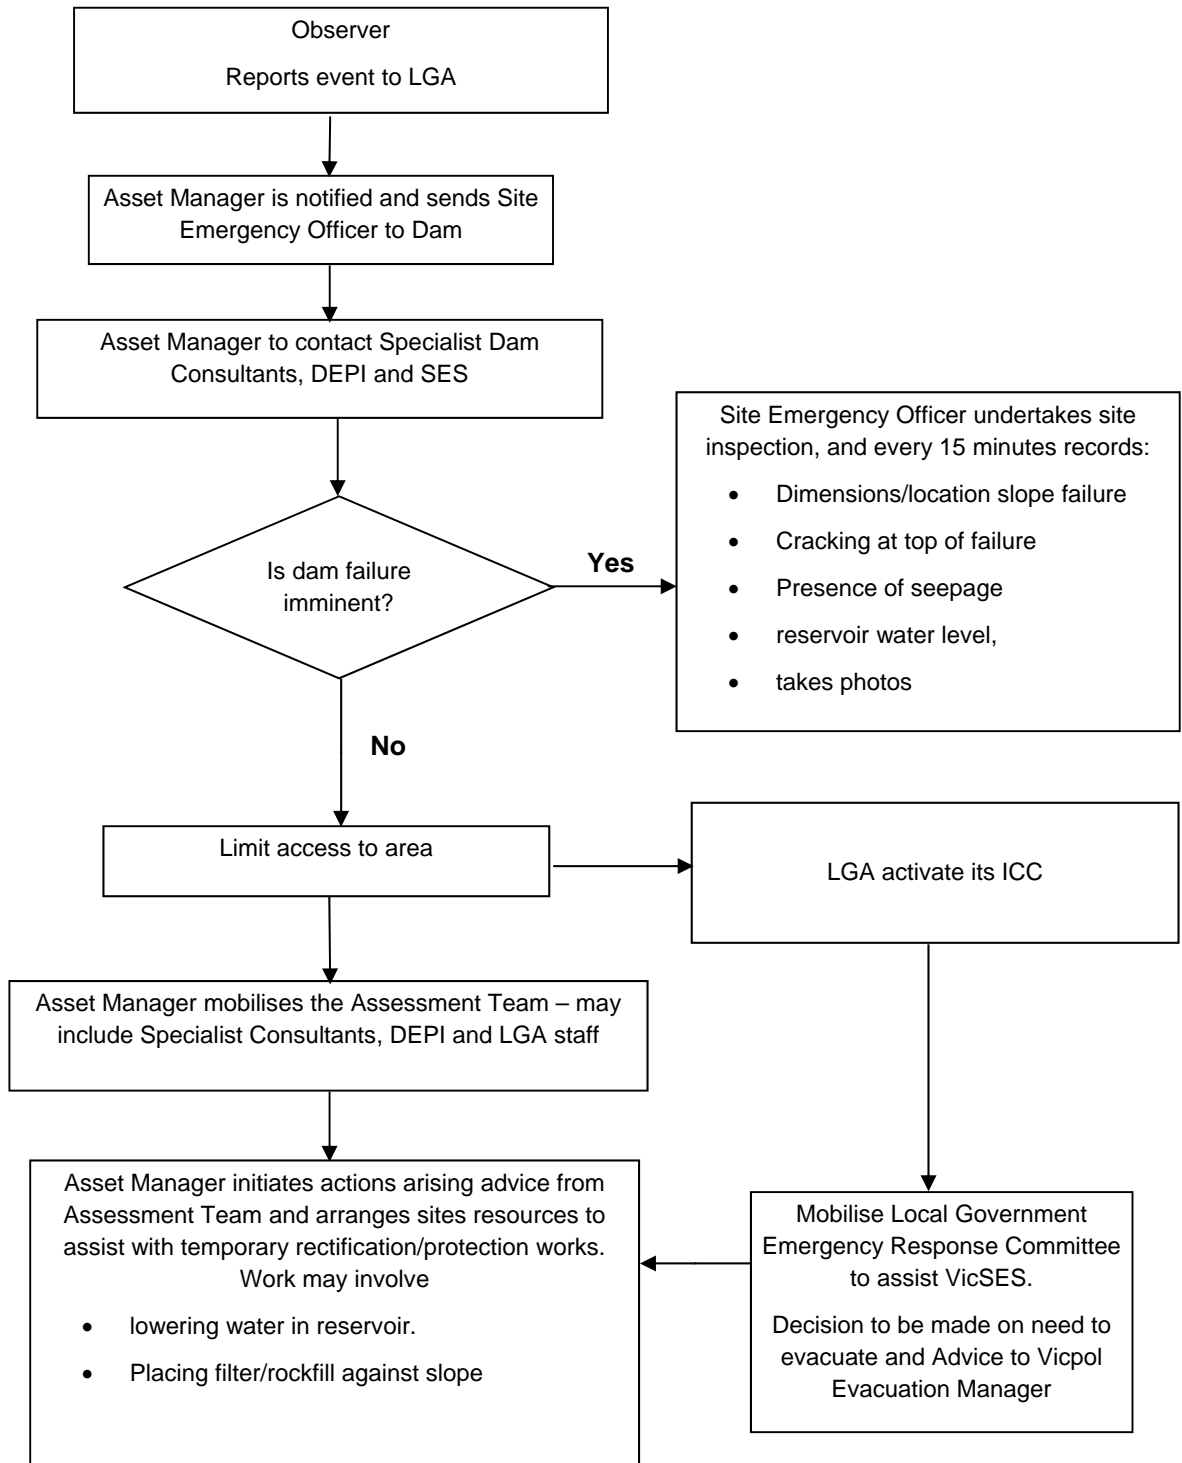 Observer
Reports event to LGA
Asset Manager is notified and sends Site
Emergency Officer to Dam
Asset Manager to contact Specialist Dam
Consultants, DEPI and SES
Is dam failure
imminent?
Yes
Site Emergency Officer undertakes site
inspection, and every 15 minutes records:
• Dimensions/location slope failure
• Cracking at top of failure
• Presence of seepage
• reservoir water level,
• takes photos
No
Limit access to area
LGA activate its ICC
Asset Manager mobilises the Assessment Team – may
include Specialist Consultants, DEPI and LGA staff
Asset Manager initiates actions arising advice from
Assessment Team and arranges sites resources to
assist with temporary rectification/protection works.
Work may involve
• lowering water in reservoir.
• Placing filter/rockfill against slope
Mobilise Local Government
Emergency Response Committee
to assist VicSES.
Decision to be made on need to
evacuate and Advice to Vicpol
Evacuation Manager